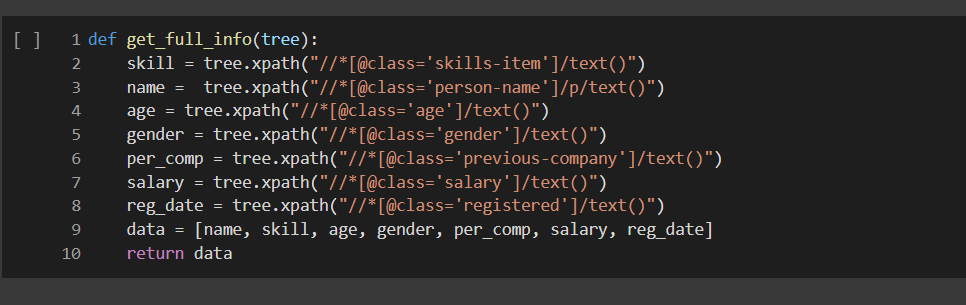 [ ] 1 def get_full_info(tree):
2     skill = tree.xpath("//*[@class='skills-item']/text()")
3     name =  tree.xpath("//*[@class='person-name']/p/text()")
4     age = tree.xpath("//*[@class='age']/text()")
5     gender = tree.xpath("//*[@class='gender']/text()")
6     per_comp = tree.xpath("//*[@class='previous-company']/text()")
7     salary = tree.xpath("//*[@class='salary']/text()")
8     reg_date = tree.xpath("//*[@class='registered']/text()")
9     data = [name, skill, age, gender, per_comp, salary, reg_date]
10     return data